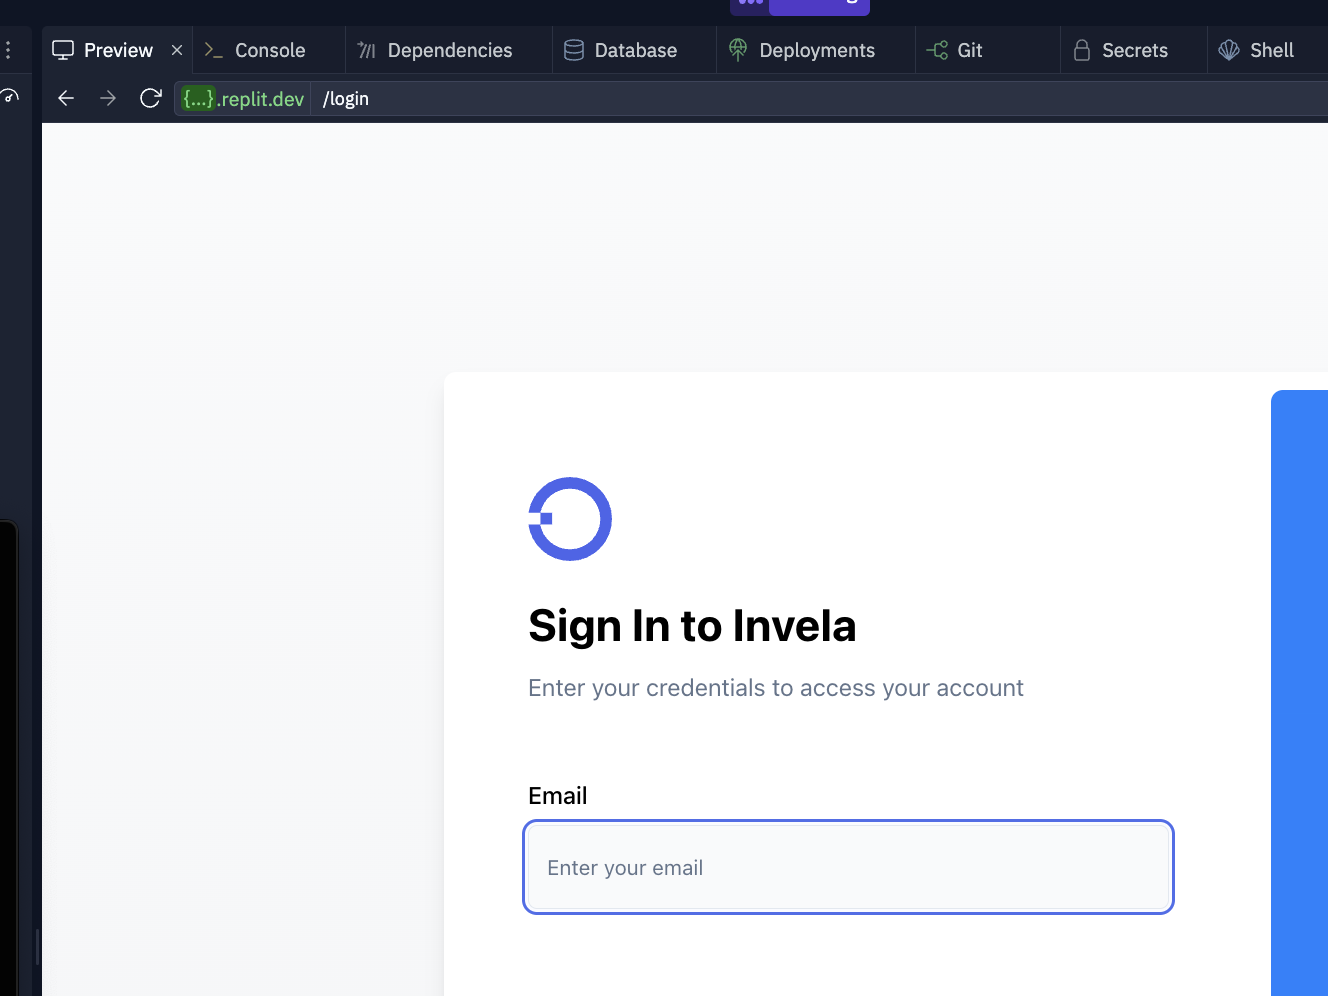 Preview
Console
Dependencies
Database
Deployments
Git
Secrets
Shell
{...}.replit.dev /login
Sign In to Invela
Enter your credentials to access your account
Email
Enter your email